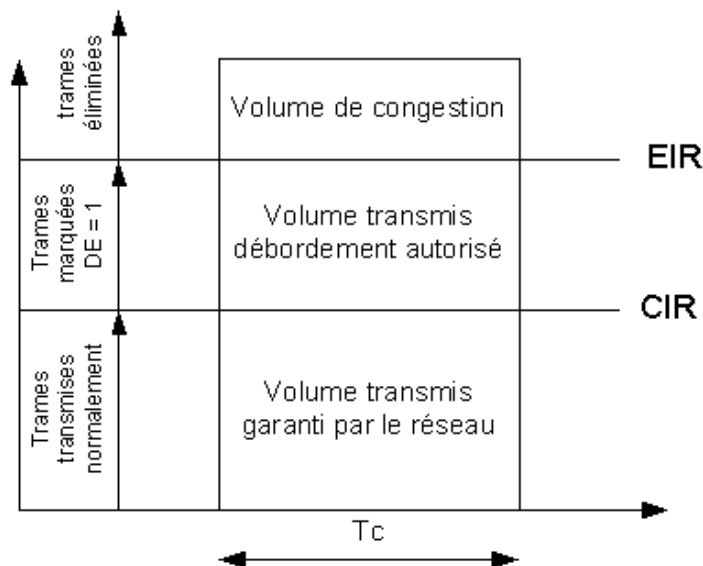 trames
éliminées
Volume de congestion
EIR
Trames
marquées
DE = 1
Volume transmis
débordement autorisé
CIR
Trames
transmises
normalement
Volume transmis
garanti par le réseau
Tc